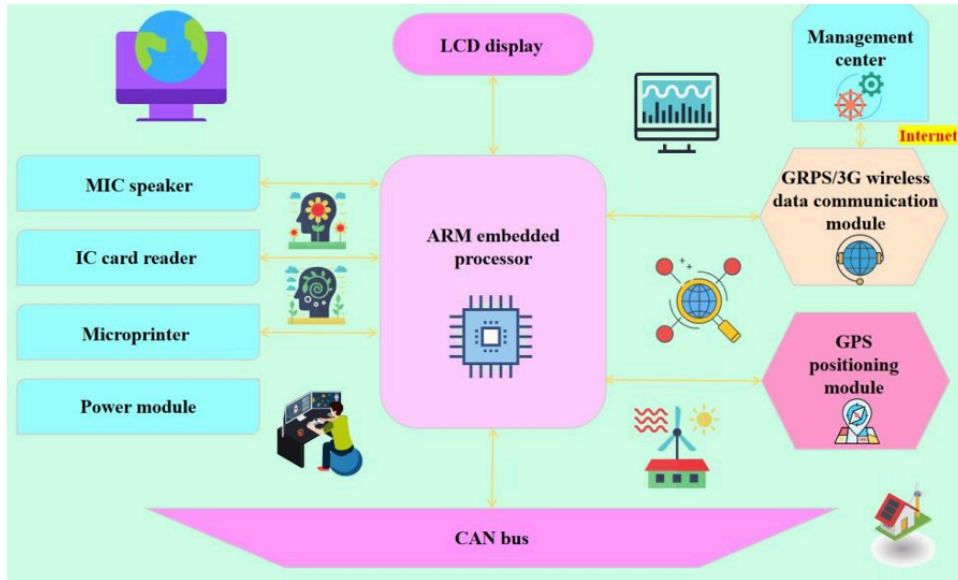 LCD display
Management
center
Internet
MIC speaker
IC card reader
Microprinter
Power module
ARM embedded
processor
GRPS/3G wireless
data communication
module
GPS
positioning
module
CAN bus